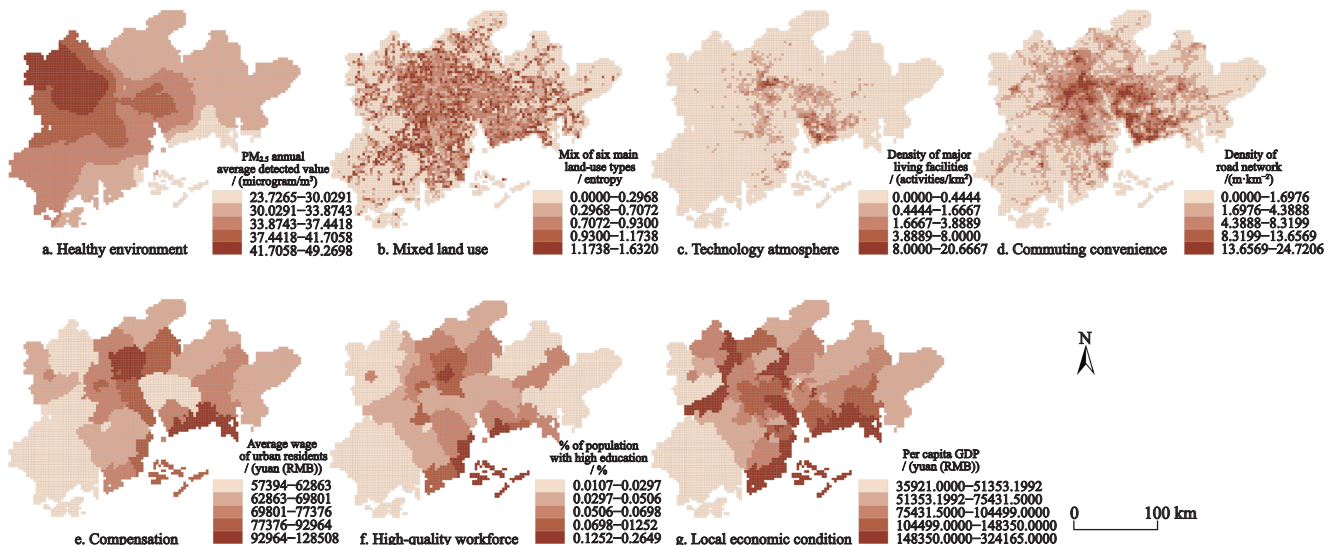 PM2.5 annual
average detected value
/ (microgram/m³)
23.7265–30.0291
30.0291–33.8743
33.8743–37.4418
37.4418–41.7058
41.7058–49.2698
a. Healthy environment
Mix of six main
land-use types
/ entropy
0.0000–0.2968
0.2968–0.7072
0.7072–0.9300
0.9300–1.1738
1.1738–1.6320
b. Mixed land use
Density of major
living facilities
/ (activities/km²)
0.0000–0.4444
0.4444–1.6667
1.6667–3.8889
3.8889–8.0000
8.0000–20.6667
c. Technology atmosphere
Density of
road network
/ (m·km⁻²)
0.0000–1.6976
1.6976–4.3888
4.3888–8.3199
8.3199–13.6569
13.6569–24.7206
d. Commuting convenience
Average wage
of urban residents
/ (yuan (RMB))
57394–62863
62863–69801
69801–77376
77376–92964
92964–128508
e. Compensation
% of population
with high education
/ %
0.0107–0.0297
0.0297–0.0506
0.0506–0.0698
0.0698–01252
0.1252–0.2649
f. High-quality workforce
Per capita GDP
/ (yuan (RMB))
35921.0000–51353.1992
51353.1992–75431.5000
75431.5000–104499.0000
104499.0000–148350.0000
148350.0000–324165.0000
g. Local economic condition
N
0 100 km